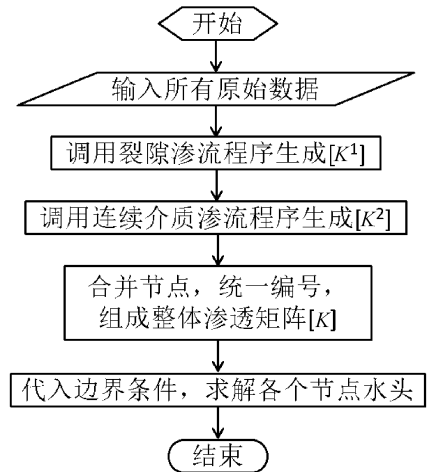 开始
输入所有原始数据
调用裂隙渗流程序生成[K¹]
调用连续介质渗流程序生成[K²]
合并节点，统一编号，
组成整体渗透矩阵[K]
代入边界条件，求解各个节点水头
结束